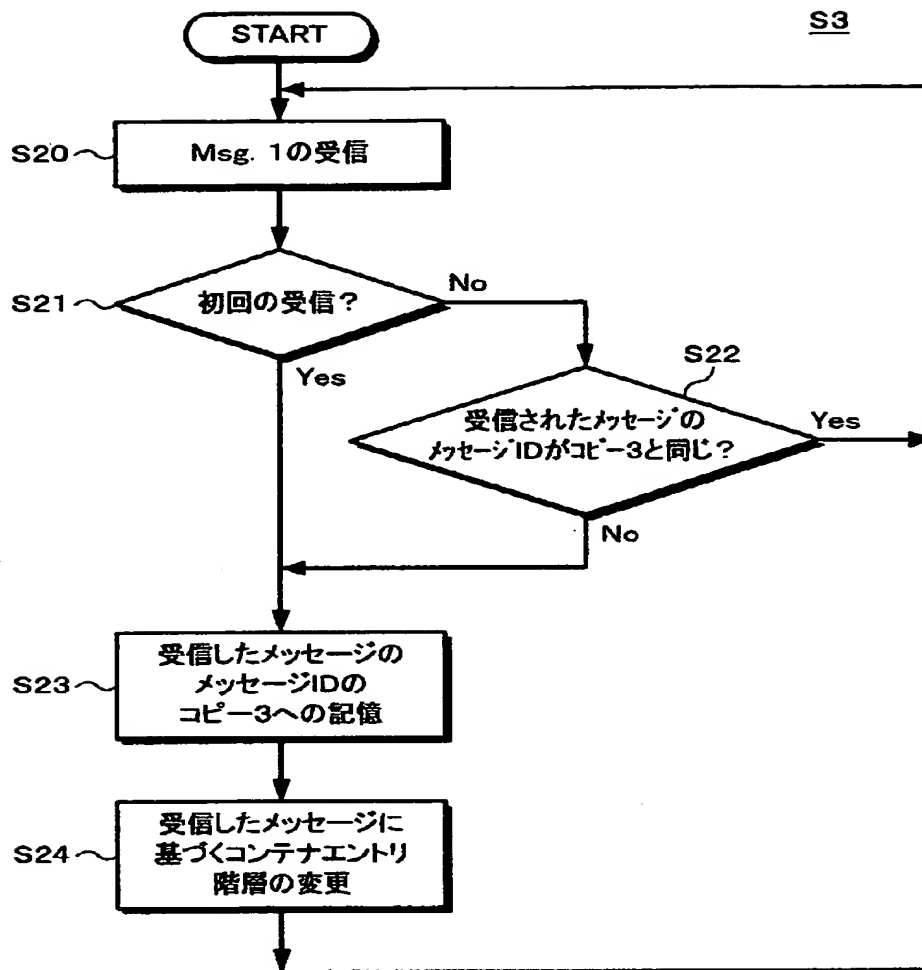 S3
START
S20
Msg. 1の受信
S21
初回の受信？
No
Yes
S22
受信されたメッセージの
メッセージIDがコピー3と同じ？
Yes
No
S23
受信したメッセージの
メッセージIDの
コピー3への記憶
S24
受信したメッセージに
基づくコンテナエントリ
階層の変更